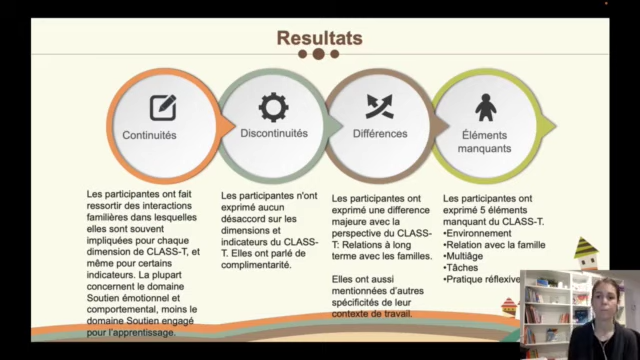 Resultats
Continuités
Discontinuités
Différences
Éléments
manquants
Les participantes ont fait
ressortir des interactions
familières dans lesquelles
elles sont souvent
impliquées pour chaque
dimension de CLASS-T, et
même pour certains
indicateurs. La plupart
concernent le domaine
Soutien émotionnel et
comportemental, moins le
domaine Soutien engagé
pour l'apprentissage.
Les participantes n'ont
exprimé aucun
désaccord sur les
dimensions et
indicateurs du CLASS-
T. Elles ont parlé de
complimentarité.
Les participantes ont
exprimé une difference
majeure avec la
perspective du CLASS-
T: Relations à long
terme avec les familles.
Elles ont aussi
mentionnées d'autres
spécificités de leur
contexte de travail.
Les participantes ont
exprimé 5 éléments
manquant du CLASS-T.
•Environnement
•Relation avec la famille
•Multiâge
•Tâches
•Pratique réflexive